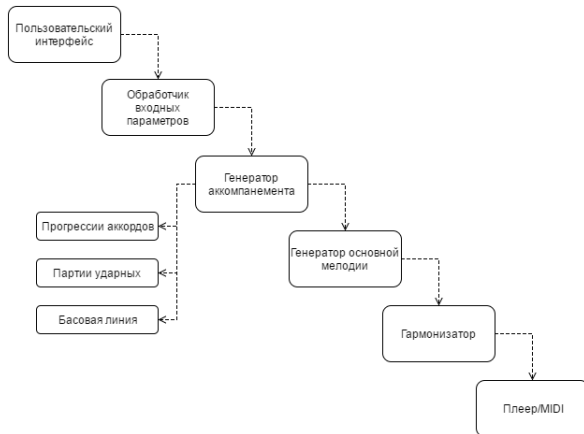 Пользовательский
интерфейс
Обработчик
входных
параметров
Генератор
аккомпанемента
Прогрессии аккордов
Партии ударных
Басовая линия
Генератор основной
мелодии
Гармонизатор
Плеер/MIDI